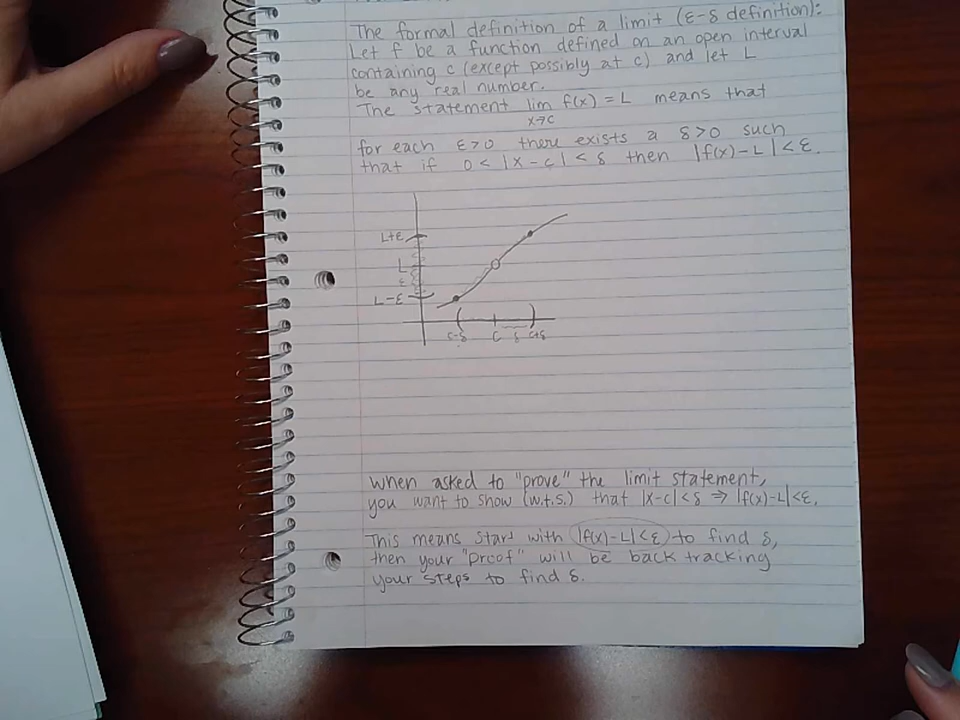 The formal definition of a limit (ε-δ definition):
Let f be a function defined on an open interval
containing c (except possibly at c) and let L
be any real number.
The statement lim f(x) = L means that
x→c
for each ε>0 there exists a δ>0 such
that if 0 < |x-c| < δ then |f(x)-L| < ε.
L+ε
L
ε
L-ε
c-δ c δ c+δ
When asked to "prove" the limit statement,
you want to show (w.t.s.) that |x-c|<δ ⇒ |f(x)-L|<ε.
This means start with |f(x)-L|<ε to find δ,
then your "proof" will be back tracking
your steps to find δ.